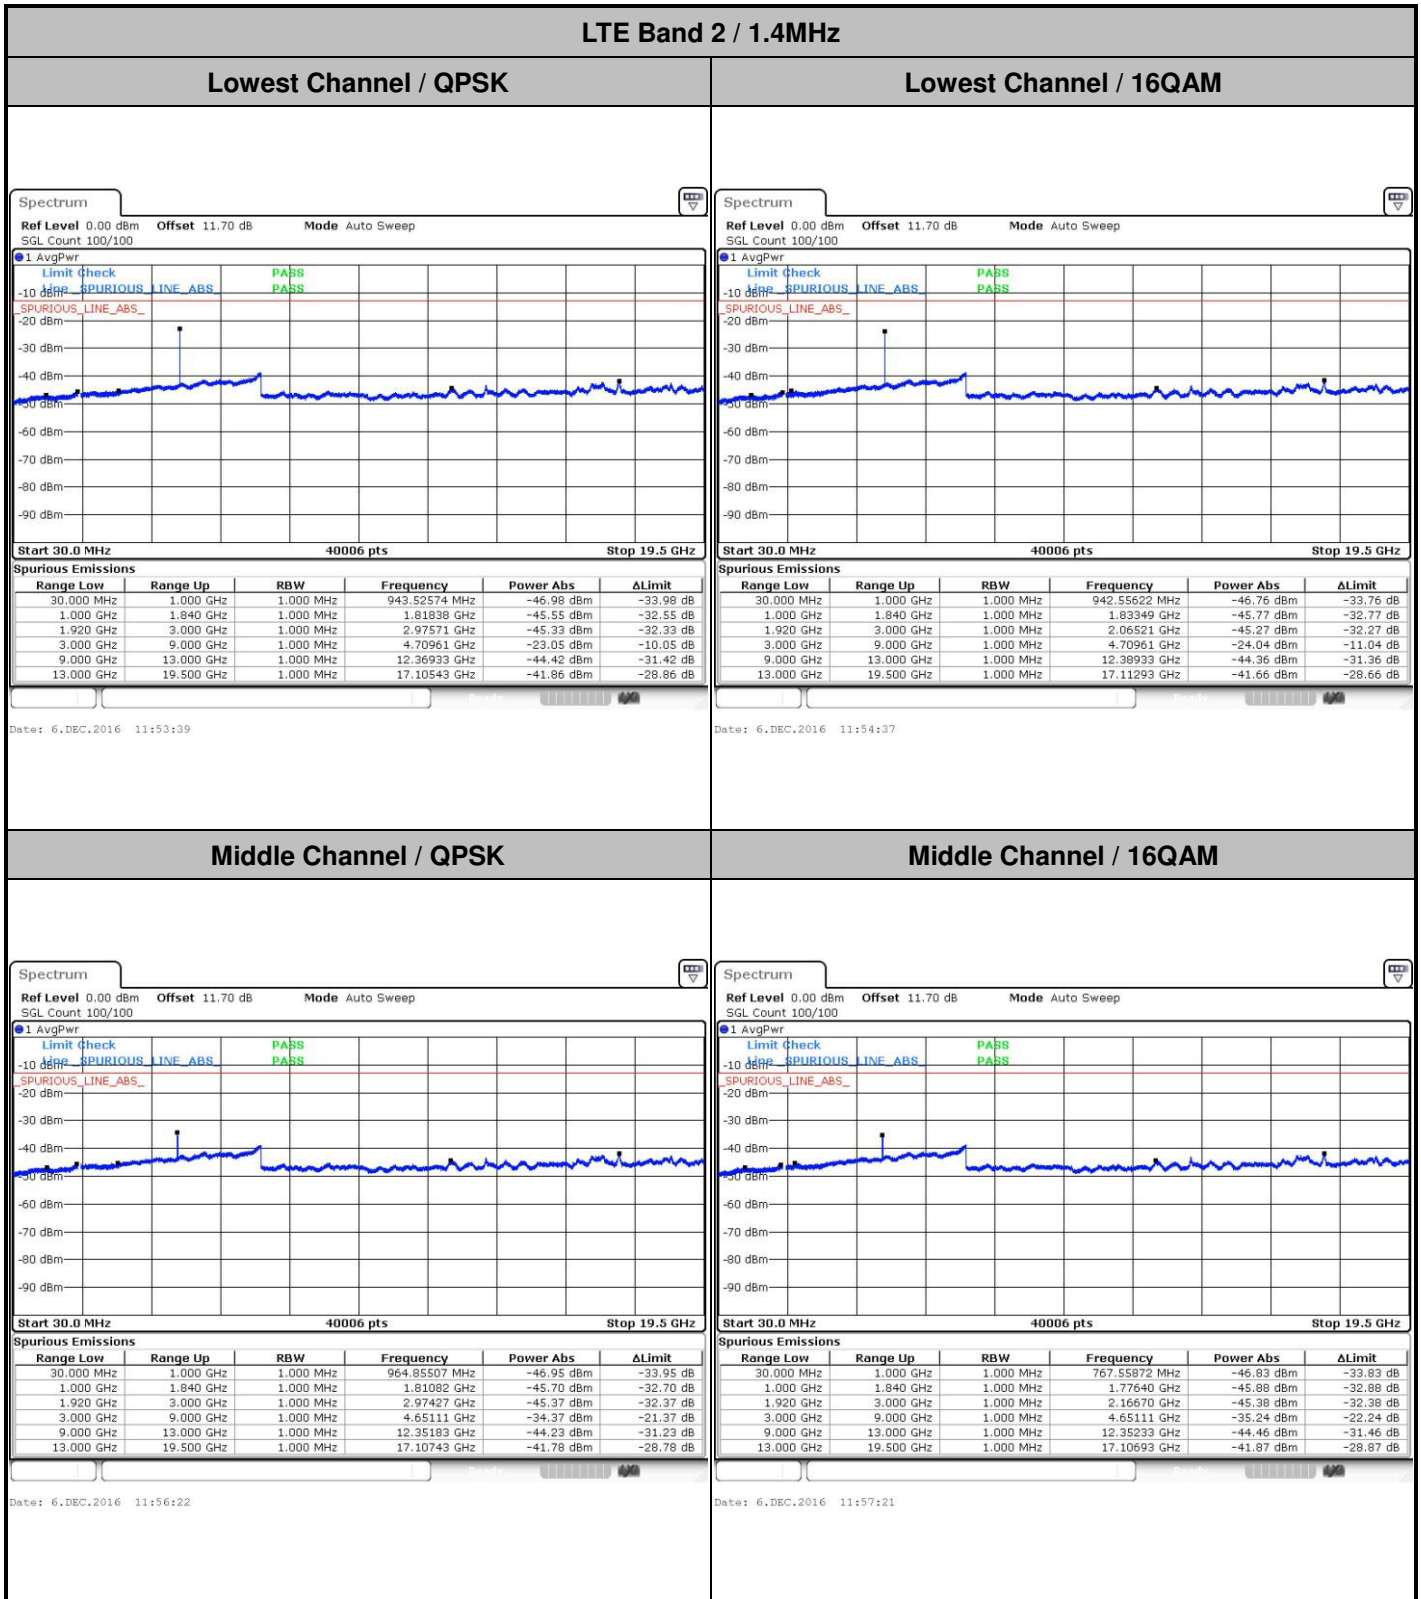 LTE Band 2 / 1.4MHz
Lowest Channel / QPSK
Lowest Channel / 16QAM
Spectrum
Ref Level 0.00 dBm Offset 11.70 dB Mode Auto Sweep
SGL Count 100/100
1 AvgPwr
Limit Check PASS
Line _SPURIOUS_LINE_ABS_ PASS
-10 dBm
_SPURIOUS_LINE_ABS_
-20 dBm
-30 dBm
-40 dBm
-50 dBm
-60 dBm
-70 dBm
-80 dBm
-90 dBm
Start 30.0 MHz 40006 pts Stop 19.5 GHz
Spurious Emissions
Range Low Range Up RBW Frequency Power Abs ΔLimit
30.000 MHz 1.000 GHz 1.000 MHz 943.52574 MHz -46.98 dBm -33.98 dB
1.000 GHz 1.840 GHz 1.000 MHz 1.81838 GHz -45.55 dBm -32.55 dB
1.920 GHz 3.000 GHz 1.000 MHz 2.97571 GHz -45.33 dBm -32.33 dB
3.000 GHz 9.000 GHz 1.000 MHz 4.70961 GHz -23.05 dBm -10.05 dB
9.000 GHz 13.000 GHz 1.000 MHz 12.36933 GHz -44.42 dBm -31.42 dB
13.000 GHz 19.500 GHz 1.000 MHz 17.10543 GHz -41.86 dBm -28.86 dB
Date: 6.DEC.2016 11:53:39
Spectrum
Ref Level 0.00 dBm Offset 11.70 dB Mode Auto Sweep
SGL Count 100/100
1 AvgPwr
Limit Check PASS
Line _SPURIOUS_LINE_ABS_ PASS
-10 dBm
_SPURIOUS_LINE_ABS_
-20 dBm
-30 dBm
-40 dBm
-50 dBm
-60 dBm
-70 dBm
-80 dBm
-90 dBm
Start 30.0 MHz 40006 pts Stop 19.5 GHz
Spurious Emissions
Range Low Range Up RBW Frequency Power Abs ΔLimit
30.000 MHz 1.000 GHz 1.000 MHz 942.55622 MHz -46.76 dBm -33.76 dB
1.000 GHz 1.840 GHz 1.000 MHz 1.83349 GHz -45.77 dBm -32.77 dB
1.920 GHz 3.000 GHz 1.000 MHz 2.06521 GHz -45.27 dBm -32.27 dB
3.000 GHz 9.000 GHz 1.000 MHz 4.70961 GHz -24.04 dBm -11.04 dB
9.000 GHz 13.000 GHz 1.000 MHz 12.38933 GHz -44.36 dBm -31.36 dB
13.000 GHz 19.500 GHz 1.000 MHz 17.11293 GHz -41.66 dBm -28.66 dB
Date: 6.DEC.2016 11:54:37
Middle Channel / QPSK
Middle Channel / 16QAM
Spectrum
Ref Level 0.00 dBm Offset 11.70 dB Mode Auto Sweep
SGL Count 100/100
1 AvgPwr
Limit Check PASS
Line _SPURIOUS_LINE_ABS_ PASS
-10 dBm
_SPURIOUS_LINE_ABS_
-20 dBm
-30 dBm
-40 dBm
-50 dBm
-60 dBm
-70 dBm
-80 dBm
-90 dBm
Start 30.0 MHz 40006 pts Stop 19.5 GHz
Spurious Emissions
Range Low Range Up RBW Frequency Power Abs ΔLimit
30.000 MHz 1.000 GHz 1.000 MHz 964.85507 MHz -46.95 dBm -33.95 dB
1.000 GHz 1.840 GHz 1.000 MHz 1.81082 GHz -45.70 dBm -32.70 dB
1.920 GHz 3.000 GHz 1.000 MHz 2.97427 GHz -45.37 dBm -32.37 dB
3.000 GHz 9.000 GHz 1.000 MHz 4.65111 GHz -34.37 dBm -21.37 dB
9.000 GHz 13.000 GHz 1.000 MHz 12.35183 GHz -44.23 dBm -31.23 dB
13.000 GHz 19.500 GHz 1.000 MHz 17.10743 GHz -41.78 dBm -28.78 dB
Date: 6.DEC.2016 11:56:22
Spectrum
Ref Level 0.00 dBm Offset 11.70 dB Mode Auto Sweep
SGL Count 100/100
1 AvgPwr
Limit Check PASS
Line _SPURIOUS_LINE_ABS_ PASS
-10 dBm
_SPURIOUS_LINE_ABS_
-20 dBm
-30 dBm
-40 dBm
-50 dBm
-60 dBm
-70 dBm
-80 dBm
-90 dBm
Start 30.0 MHz 40006 pts Stop 19.5 GHz
Spurious Emissions
Range Low Range Up RBW Frequency Power Abs ΔLimit
30.000 MHz 1.000 GHz 1.000 MHz 767.55872 MHz -46.83 dBm -33.83 dB
1.000 GHz 1.840 GHz 1.000 MHz 1.77640 GHz -45.88 dBm -32.88 dB
1.920 GHz 3.000 GHz 1.000 MHz 2.16670 GHz -45.38 dBm -32.38 dB
3.000 GHz 9.000 GHz 1.000 MHz 4.65111 GHz -35.24 dBm -22.24 dB
9.000 GHz 13.000 GHz 1.000 MHz 12.35233 GHz -44.46 dBm -31.46 dB
13.000 GHz 19.500 GHz 1.000 MHz 17.10693 GHz -41.87 dBm -28.87 dB
Date: 6.DEC.2016 11:57:21